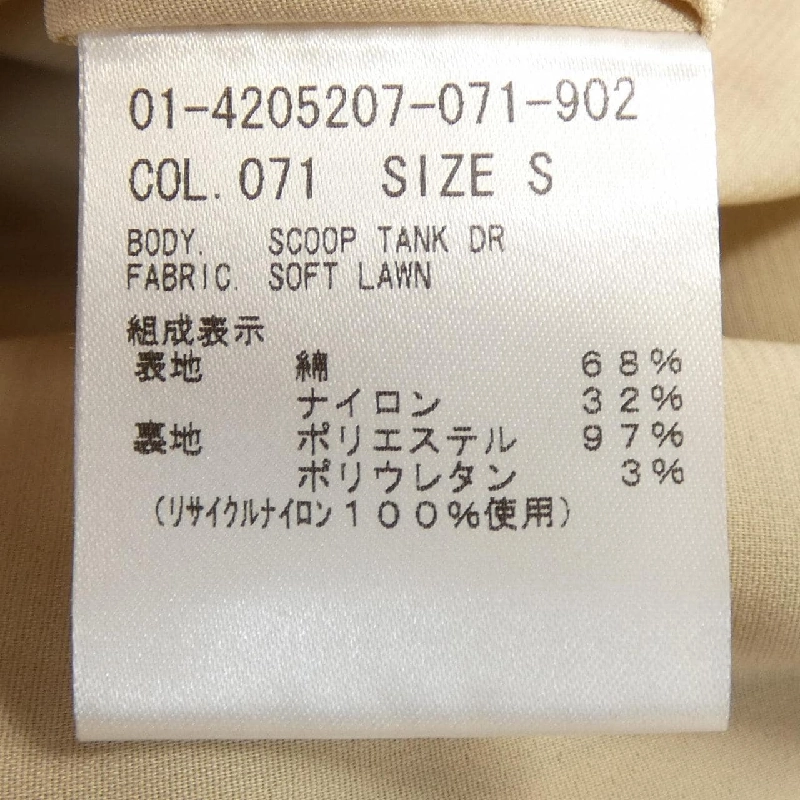 01-4205207-071-902
COL.071 SIZE S
BODY. SCOOP TANK DR
FABRIC. SOFT LAWN
組成表示
表地 綿 68%
ナイロン 32%
裏地 ポリエステル 97%
ポリウレタン 3%
(リサイクルナイロン100%使用)